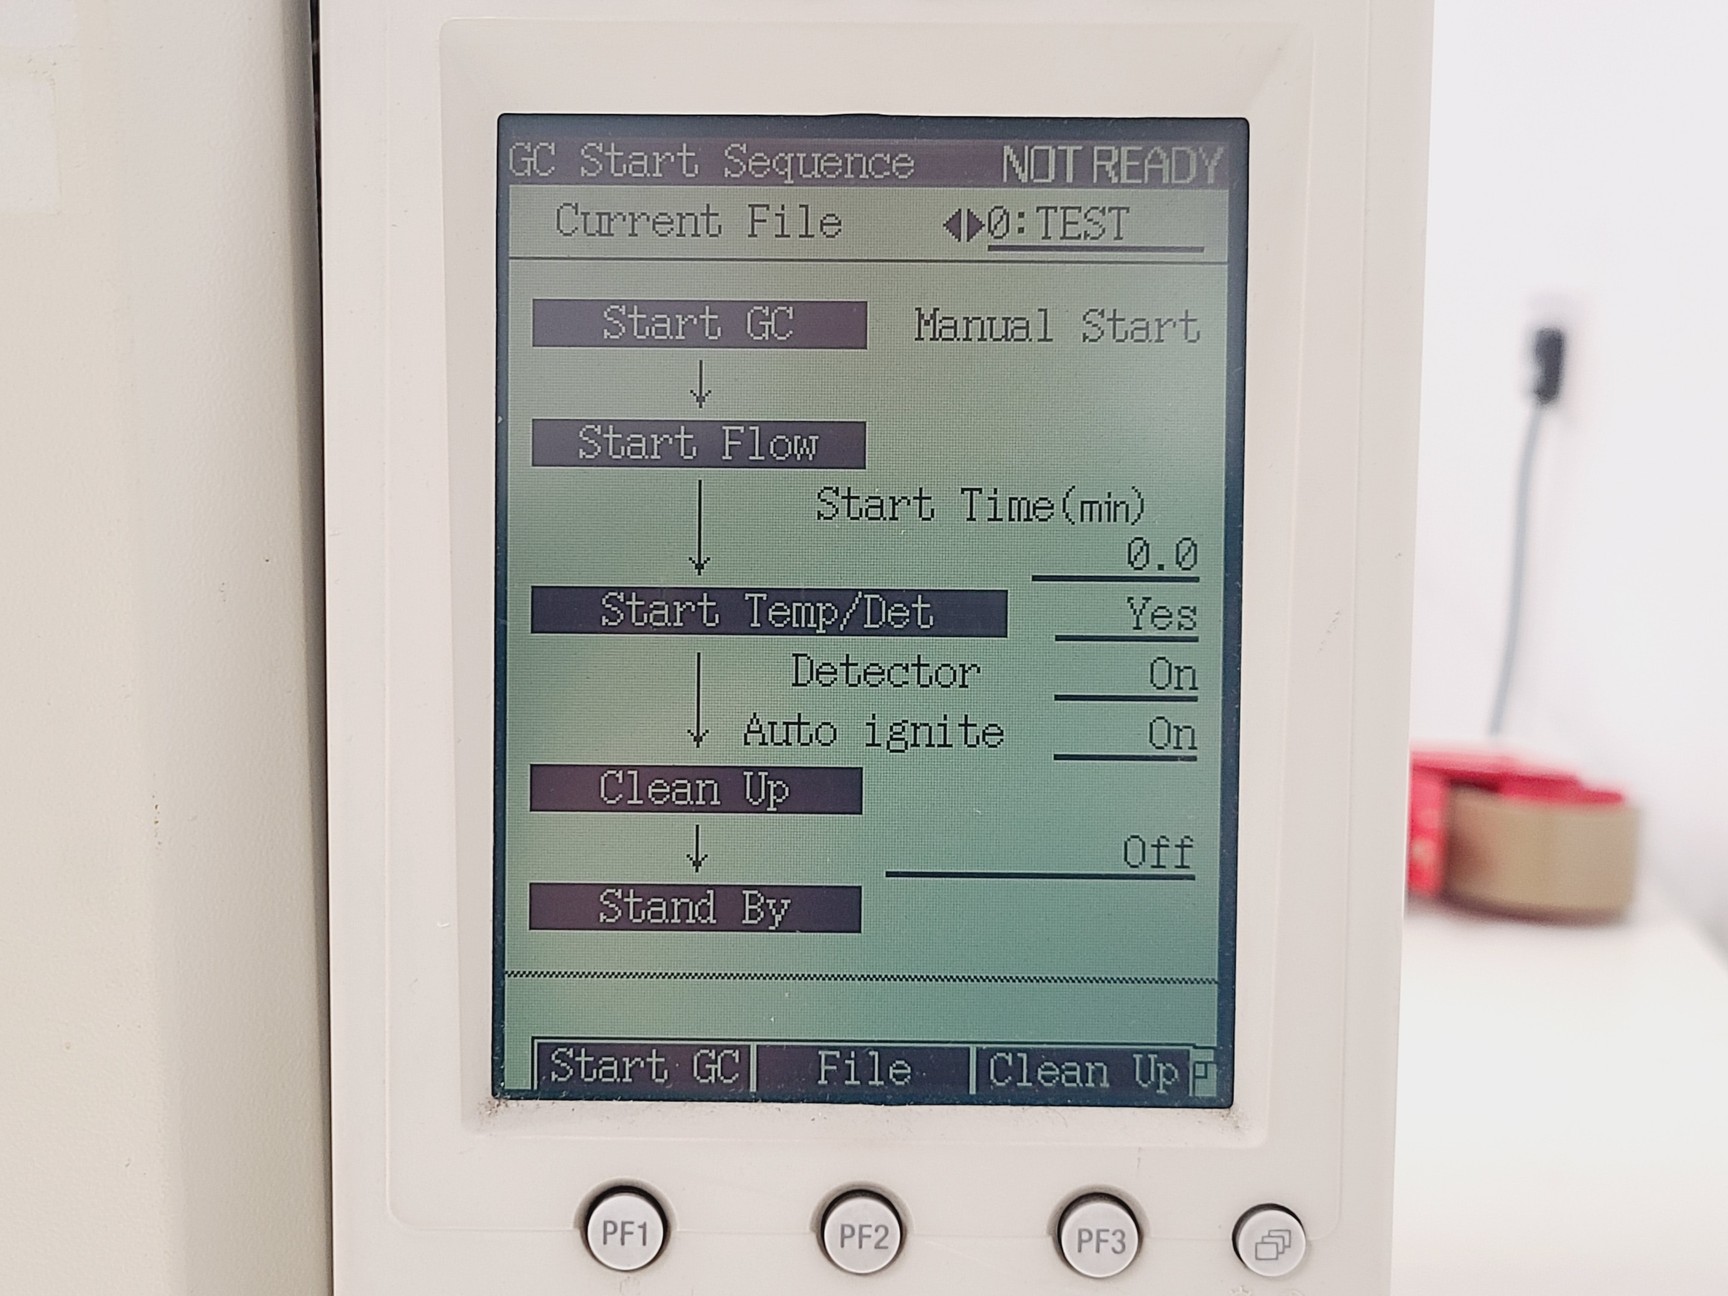 GC Start Sequence NOT READY
Current File ◀▶0:TEST
Start GC Manual Start
↓
Start Flow
Start Time(min)
↓ 0.0
Start Temp/Det Yes
Detector On
↓ Auto ignite On
Clean Up
↓ Off
Stand By
Start GC File Clean Up
PF1 PF2 PF3